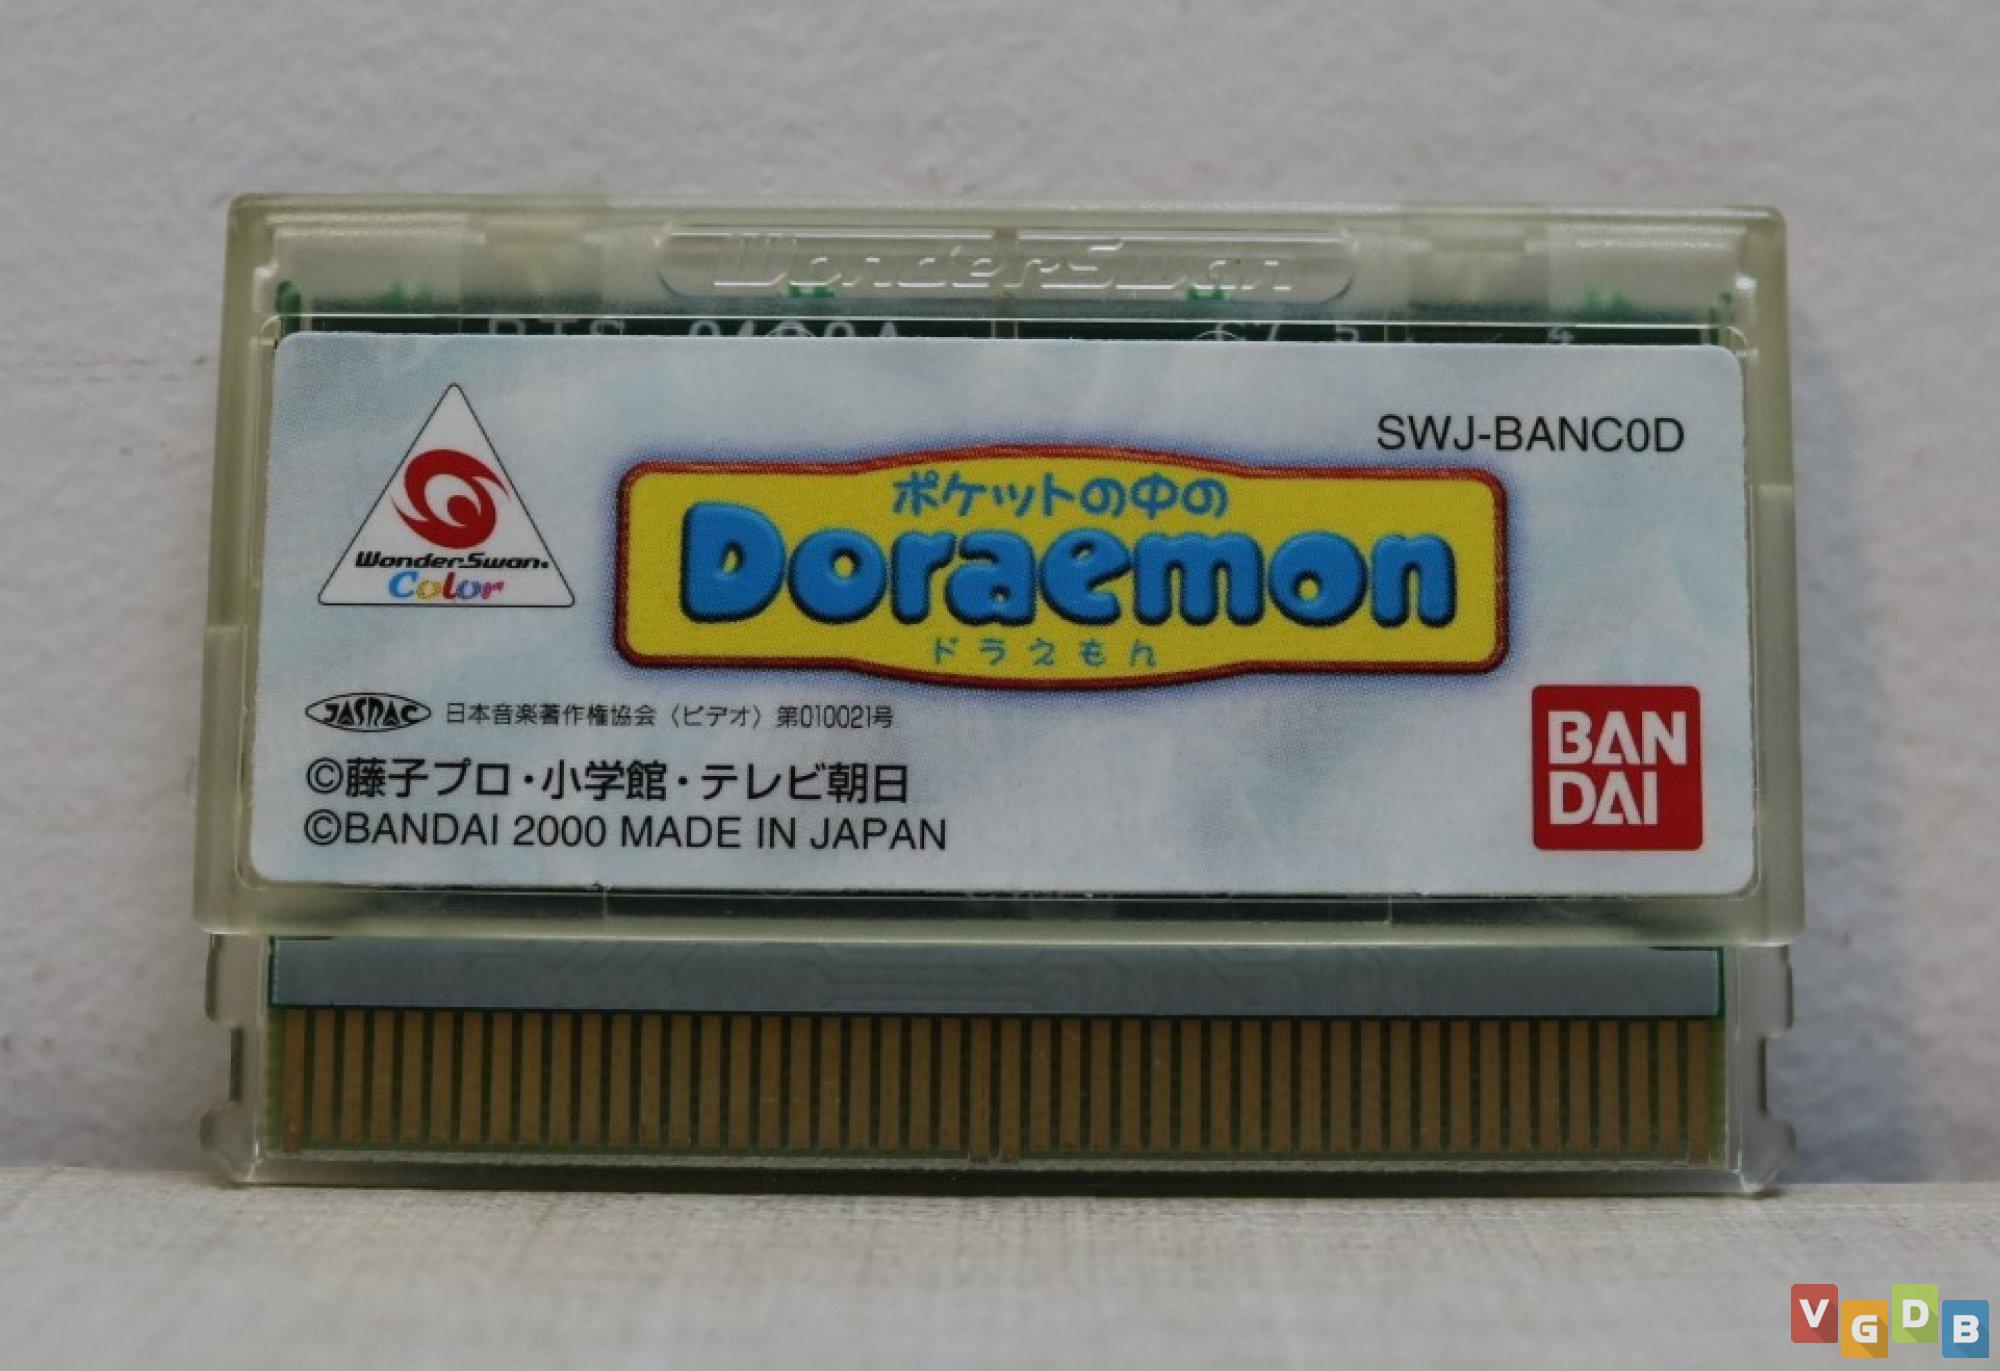 WonderSwan
SWJ-BANC0D
ポケットの中の
Doraemon
ドラえもん
WonderSwan
Color
JASRAC 日本音楽著作権協会〈ビデオ〉第010021号
©藤子プロ・小学館・テレビ朝日
©BANDAI 2000 MADE IN JAPAN
BAN
DAI
VGDB